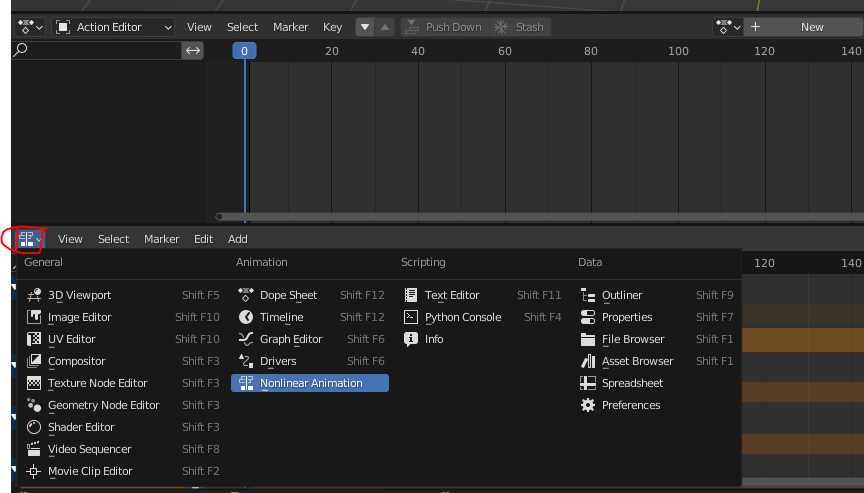 Action Editor View Select Marker Key Push Down Stash New
0 20 40 60 80 100 120 140
View Select Marker Edit Add
General Animation Scripting Data 120 140
3D Viewport Shift F5 Dope Sheet Shift F12 Text Editor Shift F11 Outliner Shift F9
Image Editor Shift F10 Timeline Shift F12 Python Console Shift F4 Properties Shift F7
UV Editor Shift F10 Graph Editor Shift F6 Info File Browser Shift F1
Compositor Shift F3 Drivers Shift F6 Asset Browser Shift F1
Texture Node Editor Shift F3 Nonlinear Animation Spreadsheet
Geometry Node Editor Shift F3 Preferences
Shader Editor Shift F3
Video Sequencer Shift F8
Movie Clip Editor Shift F2